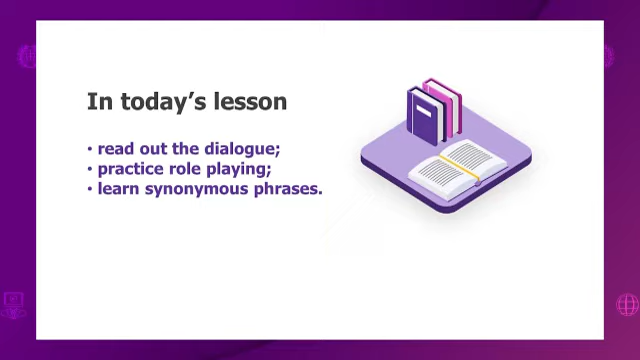 In today’s lesson
• read out the dialogue;
• practice role playing;
• learn synonymous phrases.